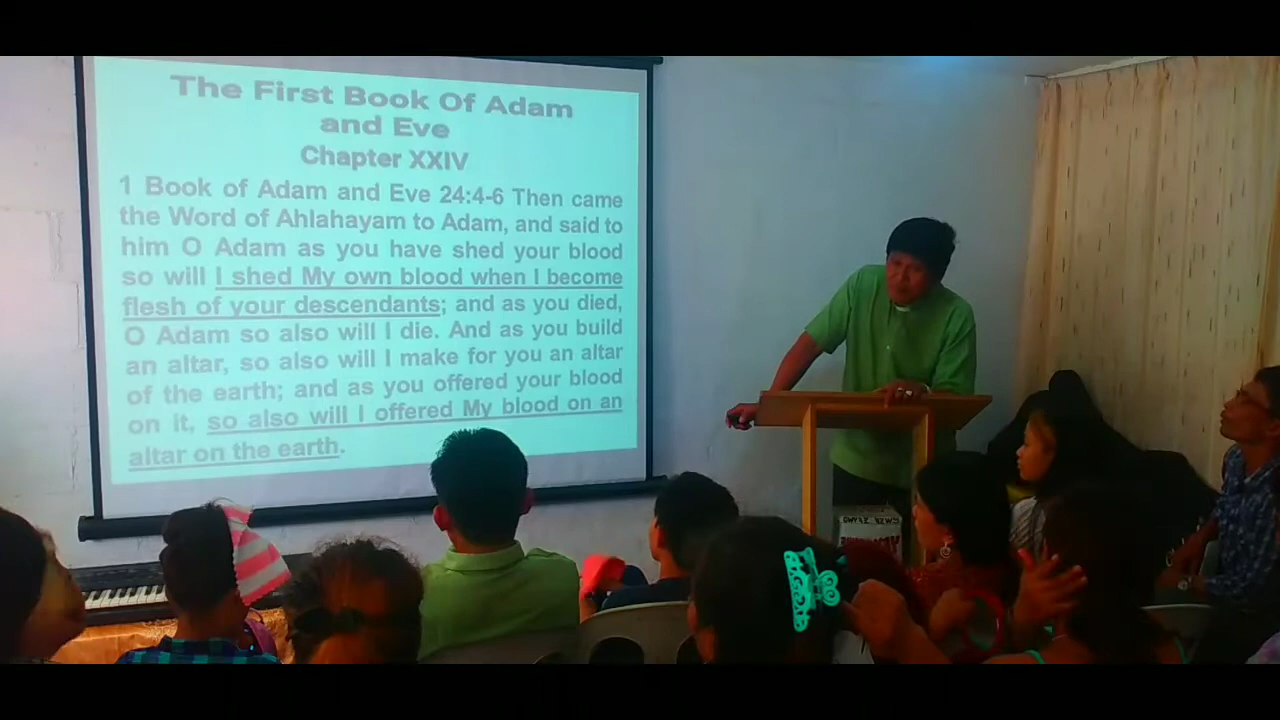 The First Book Of Adam
and Eve
Chapter XXIV
1 Book of Adam and Eve 24:4-6 Then came
the Word of Ahlahayam to Adam, and said to
him O Adam as you have shed your blood
so will I shed My own blood when I become
flesh of your descendants; and as you died,
O Adam so also will I die. And as you build
an altar, so also will I make for you an altar
of the earth; and as you offered your blood
on it, so also will I offered My blood on an
altar on the earth.